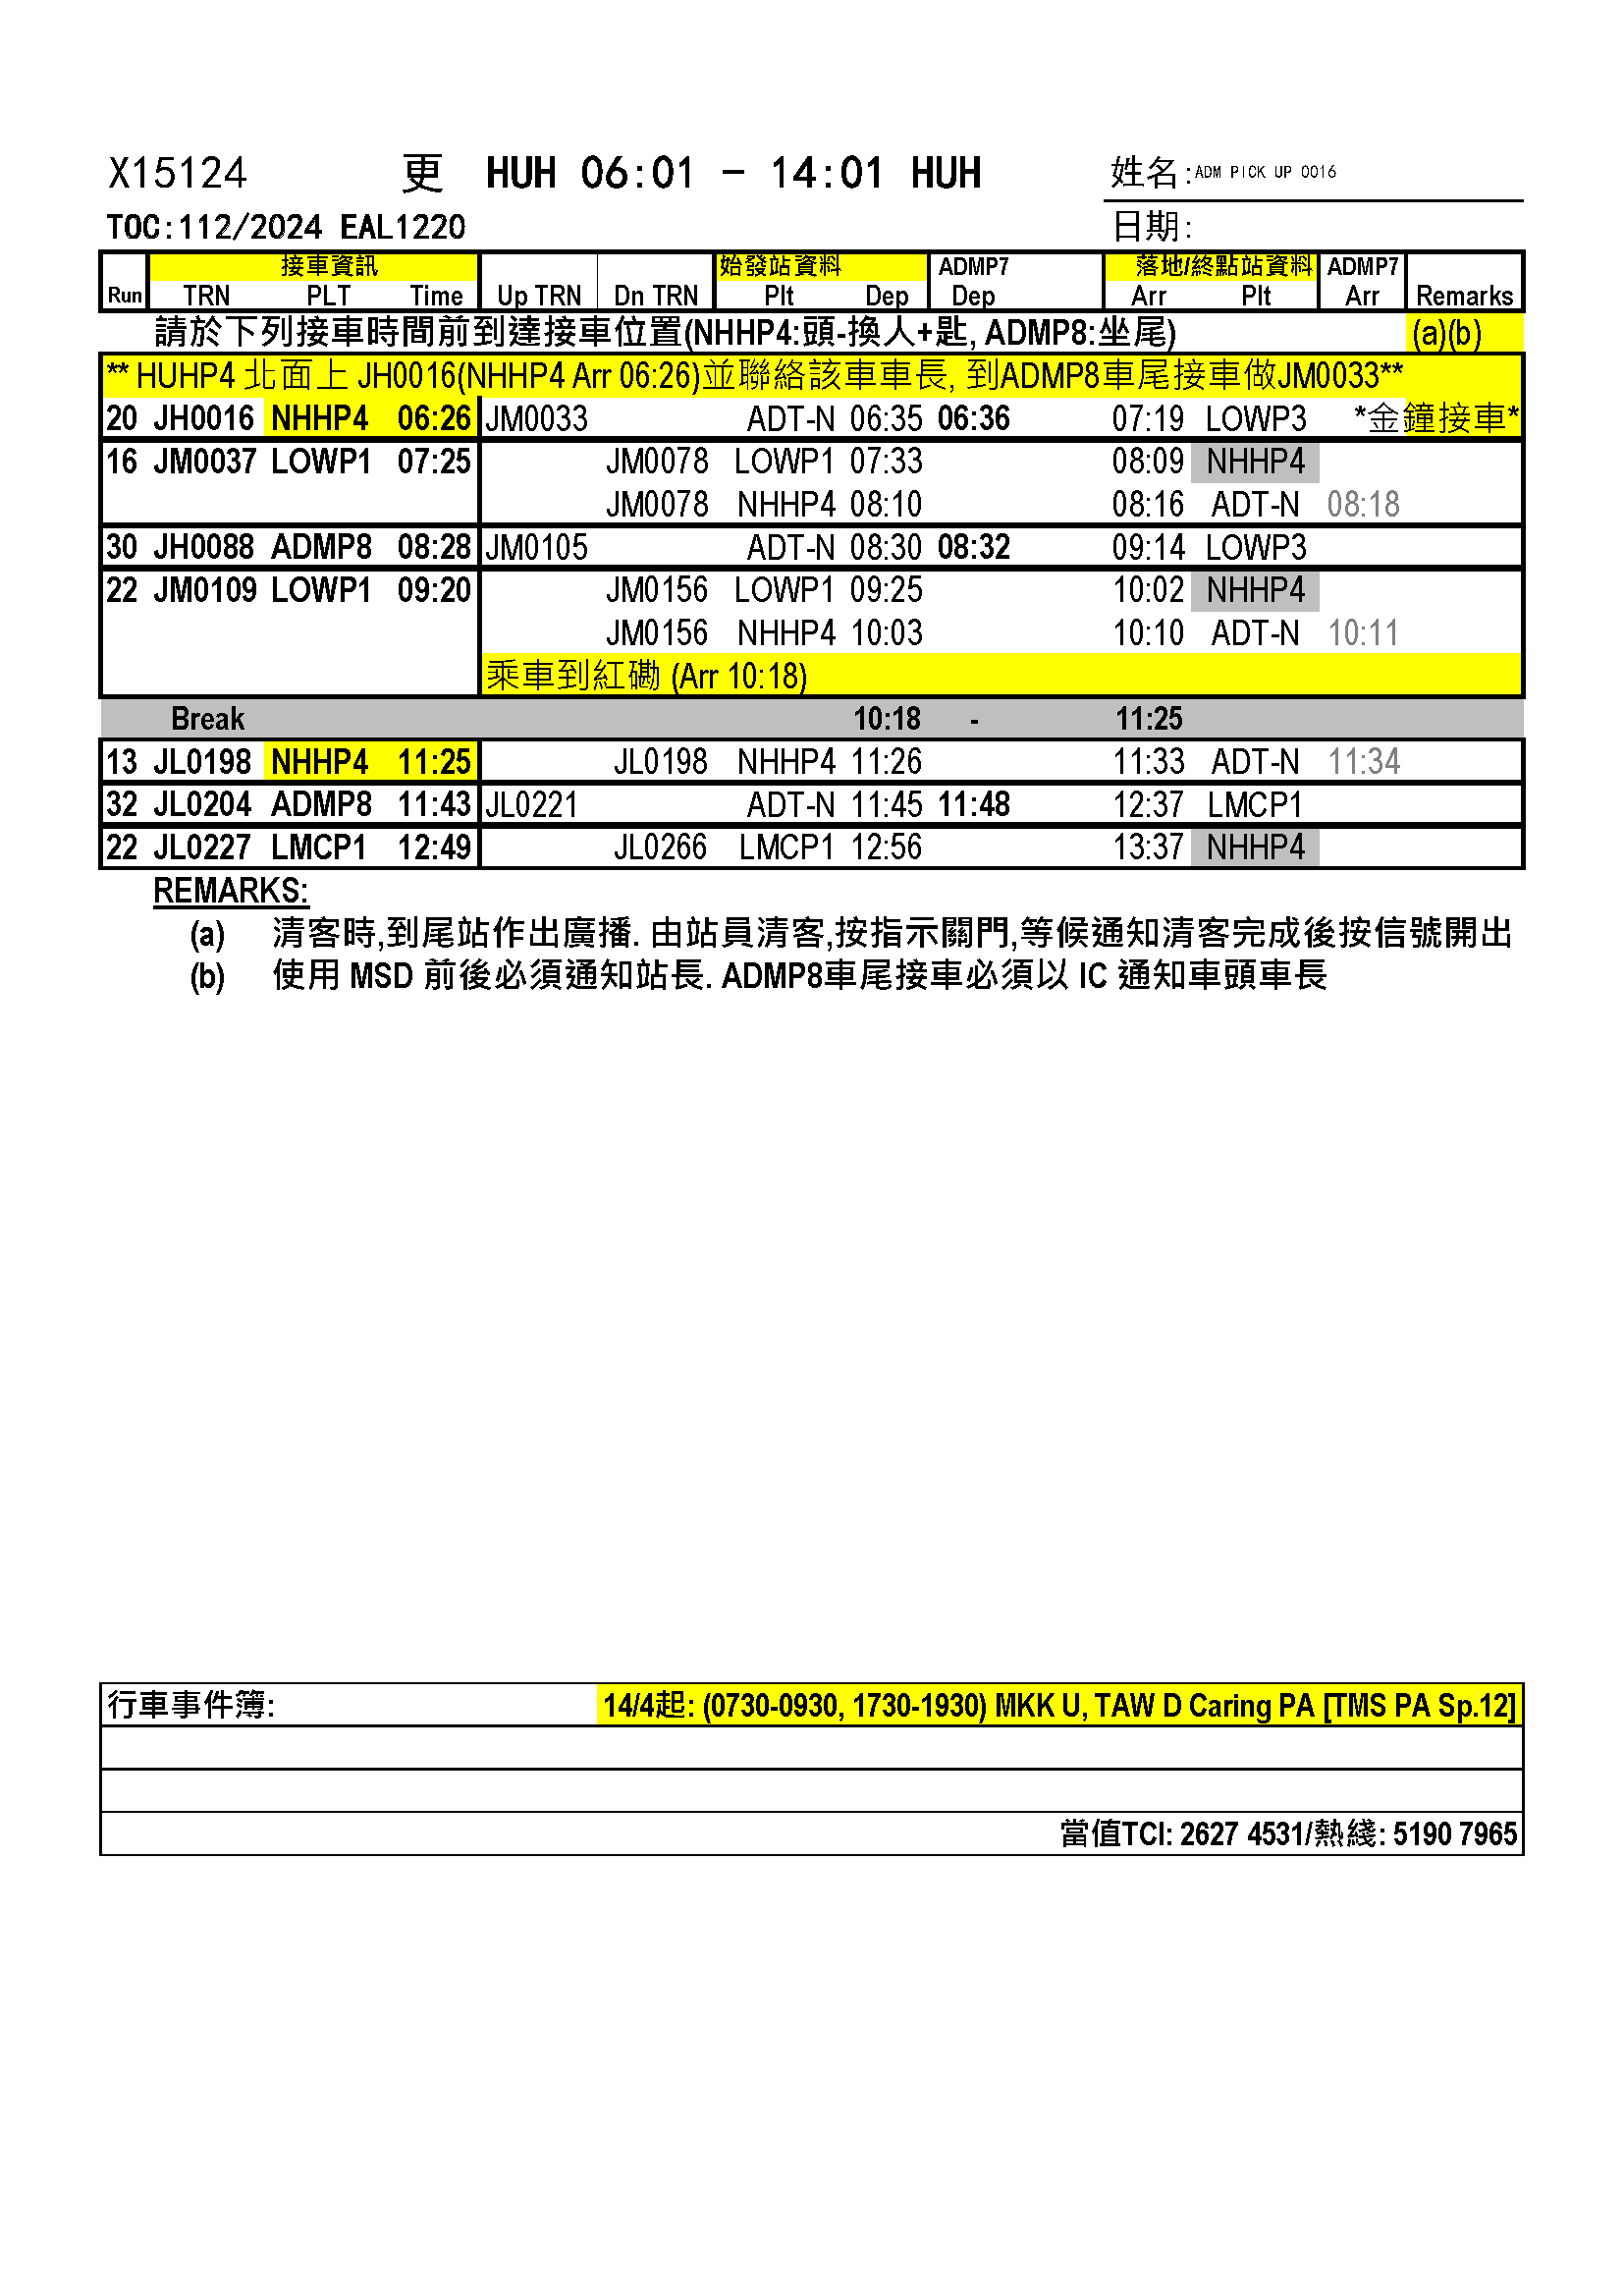 X15124 更 HUH 06:01 - 14:01 HUH 姓名:ADM PICK UP 0016
TOC:112/2024 EAL1220 日期:
接車資訊 始發站資料 ADMP7 落地/終點站資料 ADMP7
Run TRN PLT Time Up TRN Dn TRN Plt Dep Dep Arr Plt Arr Remarks
請於下列接車時間前到達接車位置(NHHP4:頭-換人+匙, ADMP8:坐尾) (a)(b)
** HUHP4 北面上 JH0016(NHHP4 Arr 06:26)並聯絡該車車長, 到ADMP8車尾接車做JM0033**
20 JH0016 NHHP4 06:26 JM0033 ADT-N 06:35 06:36 07:19 LOWP3 *金鐘接車*
16 JM0037 LOWP1 07:25 JM0078 LOWP1 07:33 08:09 NHHP4
JM0078 NHHP4 08:10 08:16 ADT-N 08:18
30 JH0088 ADMP8 08:28 JM0105 ADT-N 08:30 08:32 09:14 LOWP3
22 JM0109 LOWP1 09:20 JM0156 LOWP1 09:25 10:02 NHHP4
JM0156 NHHP4 10:03 10:10 ADT-N 10:11
乘車到紅磡 (Arr 10:18)
Break 10:18 - 11:25
13 JL0198 NHHP4 11:25 JL0198 NHHP4 11:26 11:33 ADT-N 11:34
32 JL0204 ADMP8 11:43 JL0221 ADT-N 11:45 11:48 12:37 LMCP1
22 JL0227 LMCP1 12:49 JL0266 LMCP1 12:56 13:37 NHHP4
REMARKS:
(a) 清客時,到尾站作出廣播. 由站員清客,按指示關門,等候通知清客完成後按信號開出
(b) 使用 MSD 前後必須通知站長. ADMP8車尾接車必須以 IC 通知車頭車長
行車事件簿: 14/4起: (0730-0930, 1730-1930) MKK U, TAW D Caring PA [TMS PA Sp.12]
當值TCI: 2627 4531/熱綫: 5190 7965